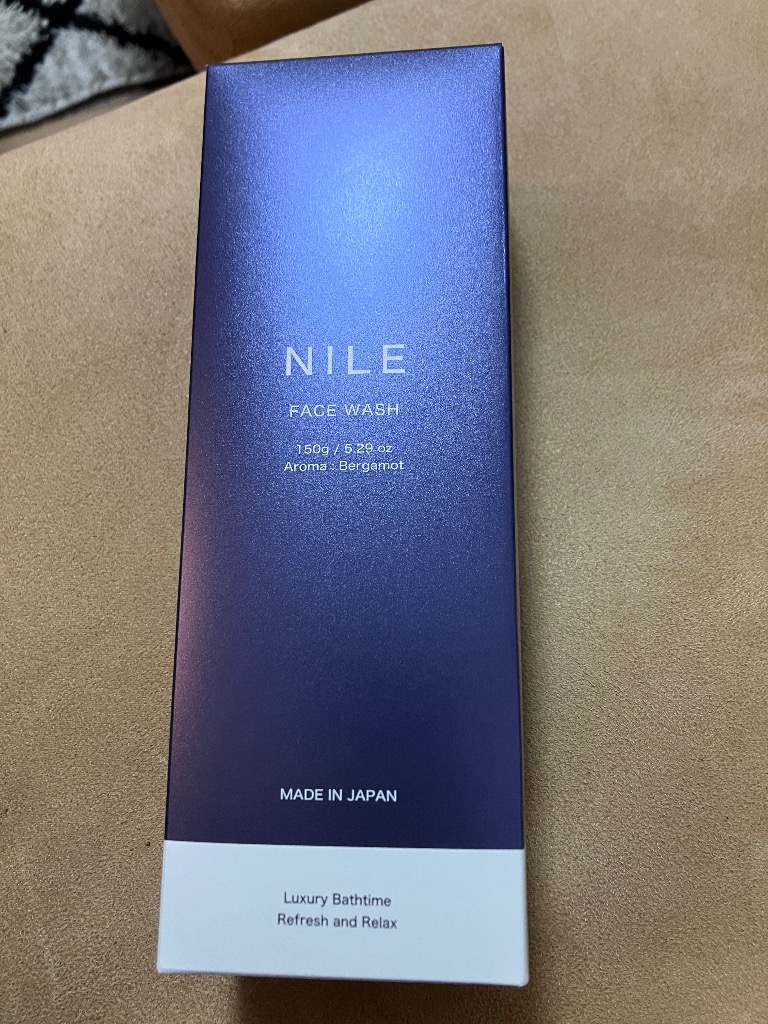 NILE
FACE WASH
150g / 5.29 oz
Aroma : Bergamot
MADE IN JAPAN
Luxury Bathtime
Refresh and Relax